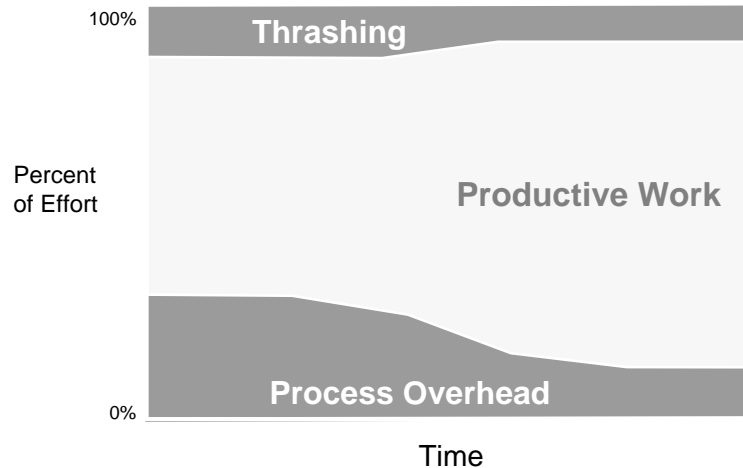 100%
Thrashing
Percent
of Effort
Productive Work
Process Overhead
0%
Time